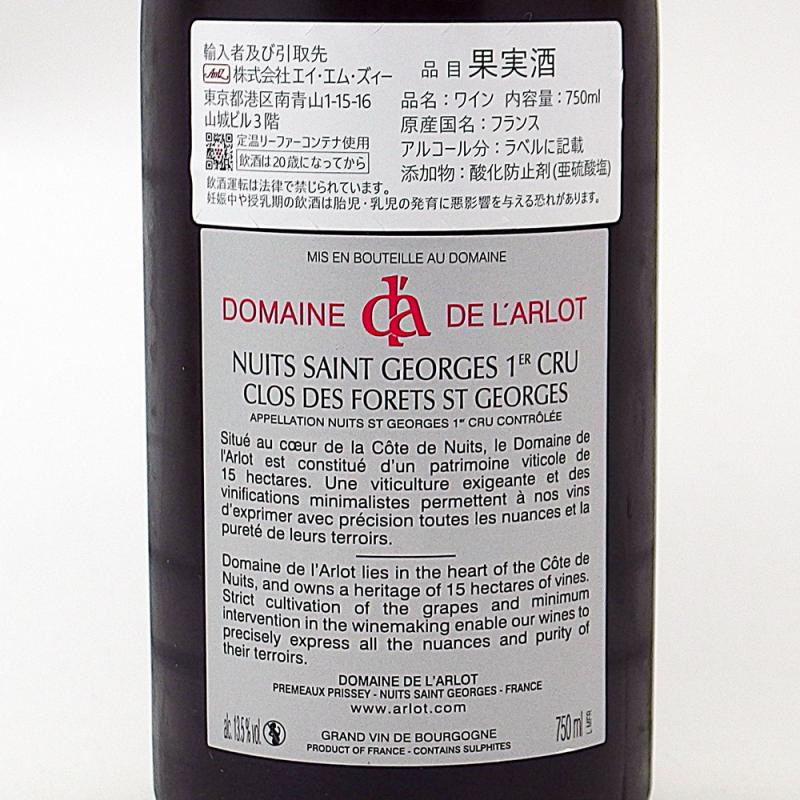 輸入者及び引取先
AMZ 株式会社エイ・エム・ズィー
東京都港区南青山1-15-16
山城ビル3階
定温リーファーコンテナ使用
飲酒は20歳になってから
品目 果実酒
品名：ワイン 内容量：750ml
原産国名：フランス
アルコール分：ラベルに記載
添加物：酸化防止剤(亜硫酸塩)
飲酒運転は法律で禁じられています。
妊娠中や授乳期の飲酒は胎児・乳児の発育に悪影響を与える恐れがあります。
MIS EN BOUTEILLE AU DOMAINE
DOMAINE d'a DE L'ARLOT
NUITS SAINT GEORGES 1ER CRU
CLOS DES FORETS ST GEORGES
APPELLATION NUITS ST GEORGES 1er CRU CONTRÔLÉE
Situé au cœur de la Côte de Nuits, le Domaine de
l'Arlot est constitué d'un patrimoine viticole de
15 hectares. Une viticulture exigeante et des
vinifications minimalistes permettent à nos vins
d'exprimer avec précision toutes les nuances et la
pureté de leurs terroirs.
Domaine de l'Arlot lies in the heart of the Côte de
Nuits, and owns a heritage of 15 hectares of vines.
Strict cultivation of the grapes and minimum
intervention in the winemaking enable our wines to
precisely express all the nuances and purity of
their terroirs.
DOMAINE DE L'ARLOT
PREMEAUX PRISSEY - NUITS SAINT GEORGES - FRANCE
www.arlot.com
alc. 13.5 % vol.
GRAND VIN DE BOURGOGNE
PRODUCT OF FRANCE - CONTAINS SULPHITES
750 ml